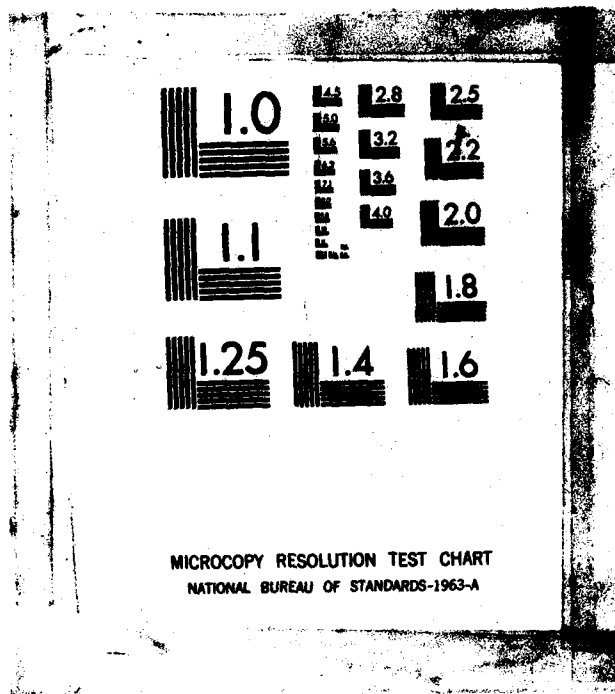 1.0
4.5 2.8 2.5
5.0
5.6 3.2 2.2
3.6
4.0 2.0
1.1
1.8
1.25 1.4 1.6
MICROCOPY RESOLUTION TEST CHART
NATIONAL BUREAU OF STANDARDS-1963-A